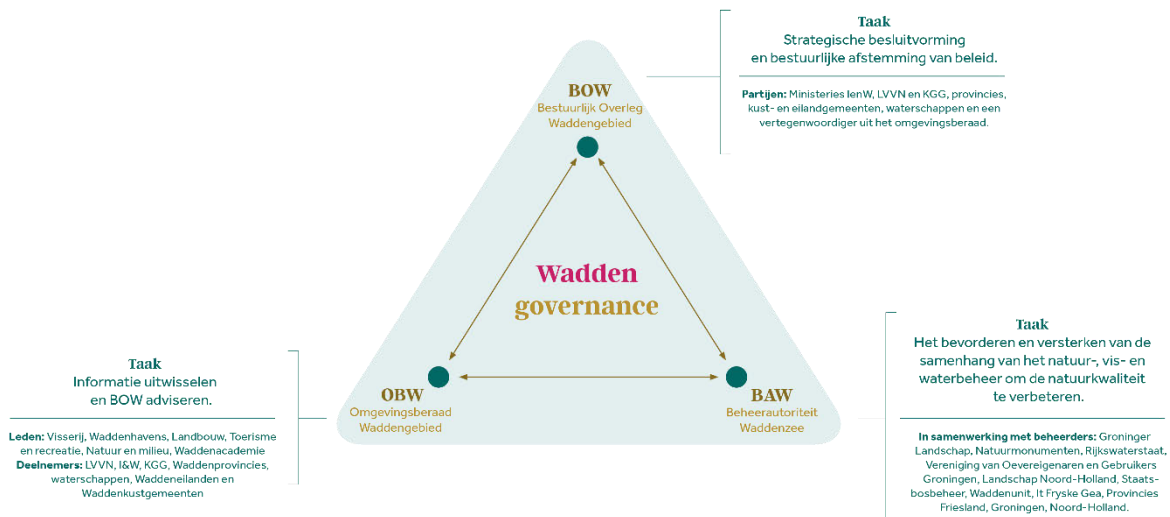 Taak
Strategische besluitvorming
en bestuurlijke afstemming van beleid.
Partijen: Ministeries IenW, LVVN en KGG, provincies,
kust- en eilandgemeenten, waterschappen en een
vertegenwoordiger uit het omgevingsberaad.
BOW
Bestuurlijk Overleg
Waddengebied
Wadden
governance
OBW
Omgevingsberaad
Waddengebied
BAW
Beheerautoriteit
Waddenzee
Taak
Informatie uitwisselen
en BOW adviseren.
Leden: Visserij, Waddenhavens, Landbouw, Toerisme
en recreatie, Natuur en milieu, Waddenacademie
Deelnemers: LVVN, I&W, KGG, Waddenprovincies,
waterschappen, Waddeneilanden en
Waddenkustgemeenten
Taak
Het bevorderen en versterken van de
samenhang van het natuur-, vis- en
waterbeheer om de natuurkwaliteit
te verbeteren.
In samenwerking met beheerders: Groninger
Landschap, Natuurmonumenten, Rijkswaterstaat,
Vereniging van Oevereigenaren en Gebruikers
Groningen, Landschap Noord-Holland, Staats-
bosbeheer, Waddenunit, It Fryske Gea, Provincies
Friesland, Groningen, Noord-Holland.